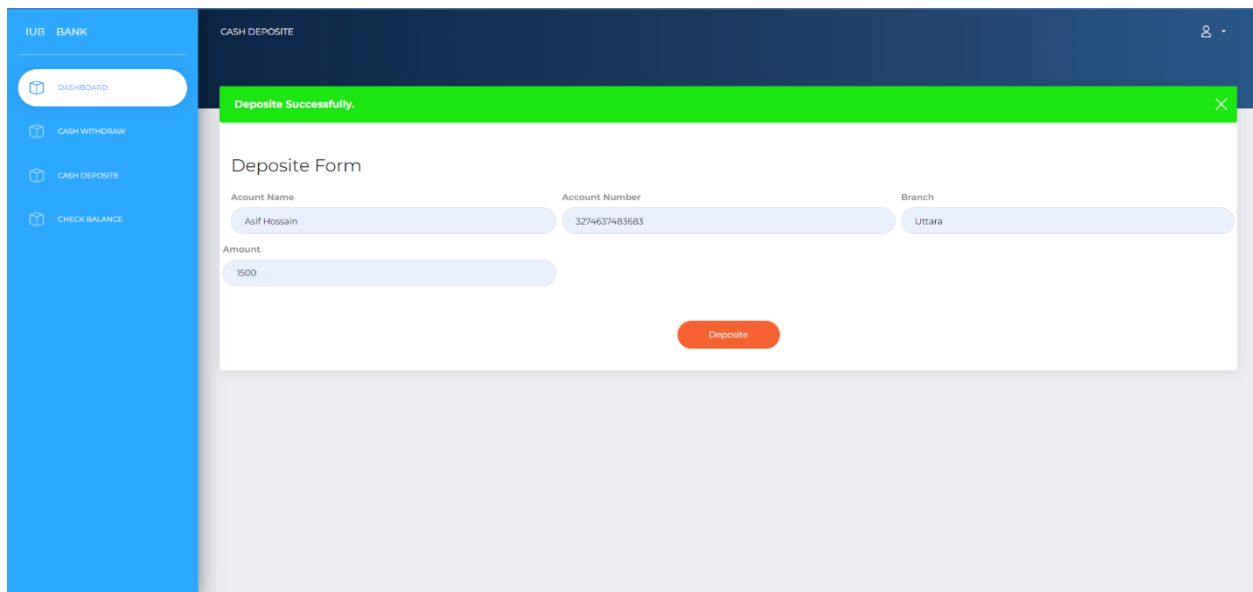 IUB BANK
DASHBOARD
CASH WITHDRAW
CASH DEPOSITE
CHECK BALANCE
CASH DEPOSITE
Deposite Successfully.
Deposite Form
Acount Name Account Number Branch
Asif Hossain 3274637483683 Uttara
Amount
1500
Deposite